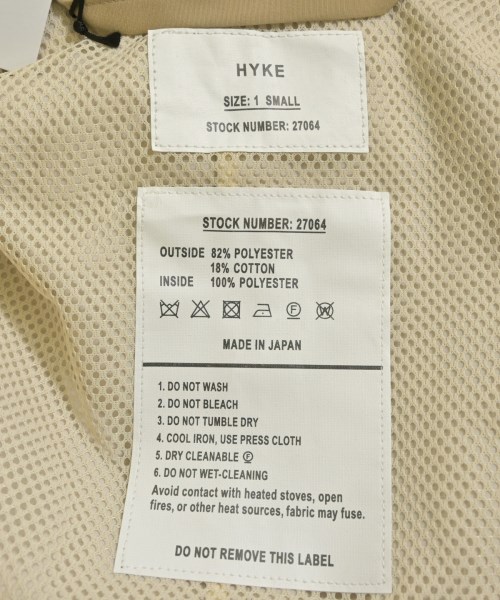 HYKE
SIZE: 1 SMALL
STOCK NUMBER: 27064
STOCK NUMBER: 27064
OUTSIDE 82% POLYESTER
18% COTTON
INSIDE 100% POLYESTER
MADE IN JAPAN
1. DO NOT WASH
2. DO NOT BLEACH
3. DO NOT TUMBLE DRY
4. COOL IRON, USE PRESS CLOTH
5. DRY CLEANABLE Ⓕ
6. DO NOT WET-CLEANING
Avoid contact with heated stoves, open
fires, or other heat sources, fabric may fuse.
DO NOT REMOVE THIS LABEL